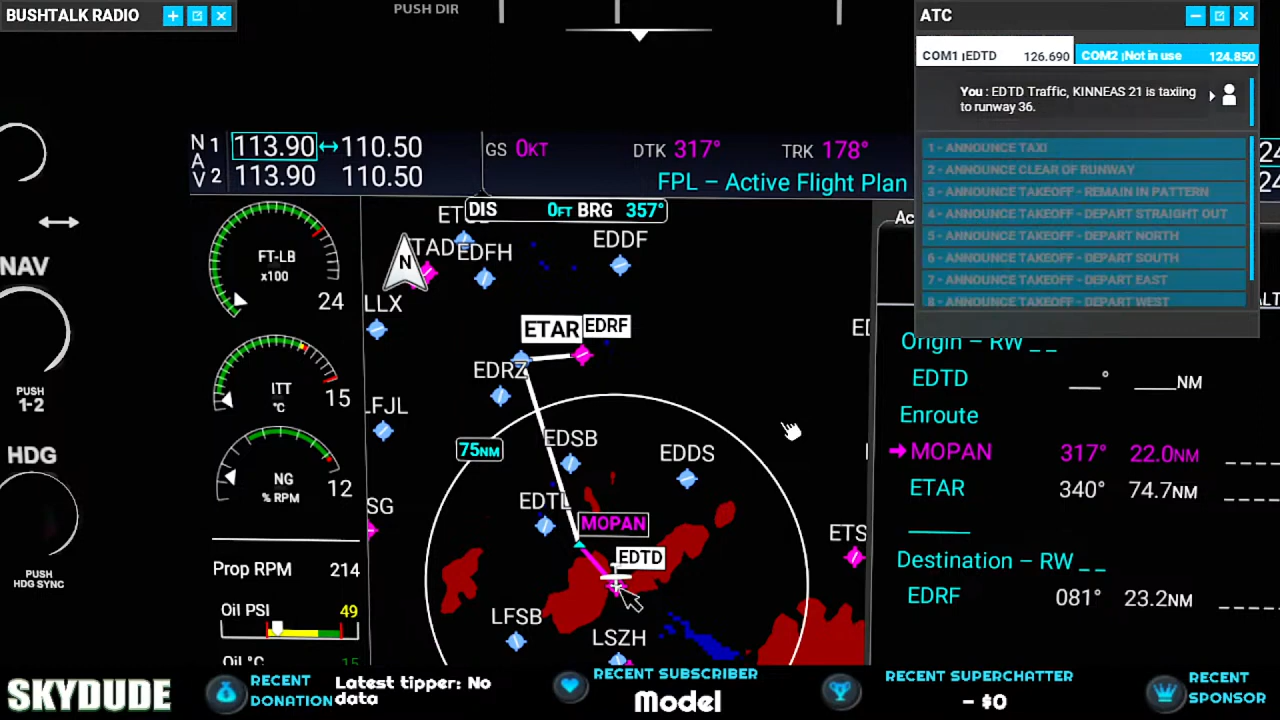 BUSHTALK RADIO
PUSH DIR
ATC
COM1 |EDTD 126.690
COM2 |Not in use 124.850
You : EDTD Traffic, KINNEAS 21 is taxiing
to runway 36.
1 - ANNOUNCE TAXI
2 - ANNOUNCE CLEAR OF RUNWAY
3 - ANNOUNCE TAKEOFF - REMAIN IN PATTERN
4 - ANNOUNCE TAKEOFF - DEPART STRAIGHT OUT
5 - ANNOUNCE TAKEOFF - DEPART NORTH
6 - ANNOUNCE TAKEOFF - DEPART SOUTH
7 - ANNOUNCE TAKEOFF - DEPART EAST
8 - ANNOUNCE TAKEOFF - DEPART WEST
NAV
1 113.90 ↔ 110.50
2 113.90 110.50
GS 0KT DTK 317° TRK 178°
FPL – Active Flight Plan
DIS 0FT BRG 357°
NAV
PUSH
1-2
HDG
PUSH
HDG SYNC
FT-LB
x100
24
ITT
°C
15
NG
% RPM
12
Prop RPM 214
Oil PSI 49
Oil °C 15
N
EDFH
EDDF
LLX
ETAR
EDRF
EDRZ
LFJL
75NM
EDSB
EDDS
SG
EDTL
MOPAN
ETS
EDTD
LFSB
LSZH
Origin – RW _ _
EDTD ___° ____NM
Enroute
MOPAN 317° 22.0NM
ETAR 340° 74.7NM
Destination – RW _ _
EDRF 081° 23.2NM
SKYDUDE
RECENT
DONATION
Latest tipper: No
data
RECENT SUBSCRIBER
Model
RECENT SUPERCHATTER
– $0
RECENT
SPONSOR